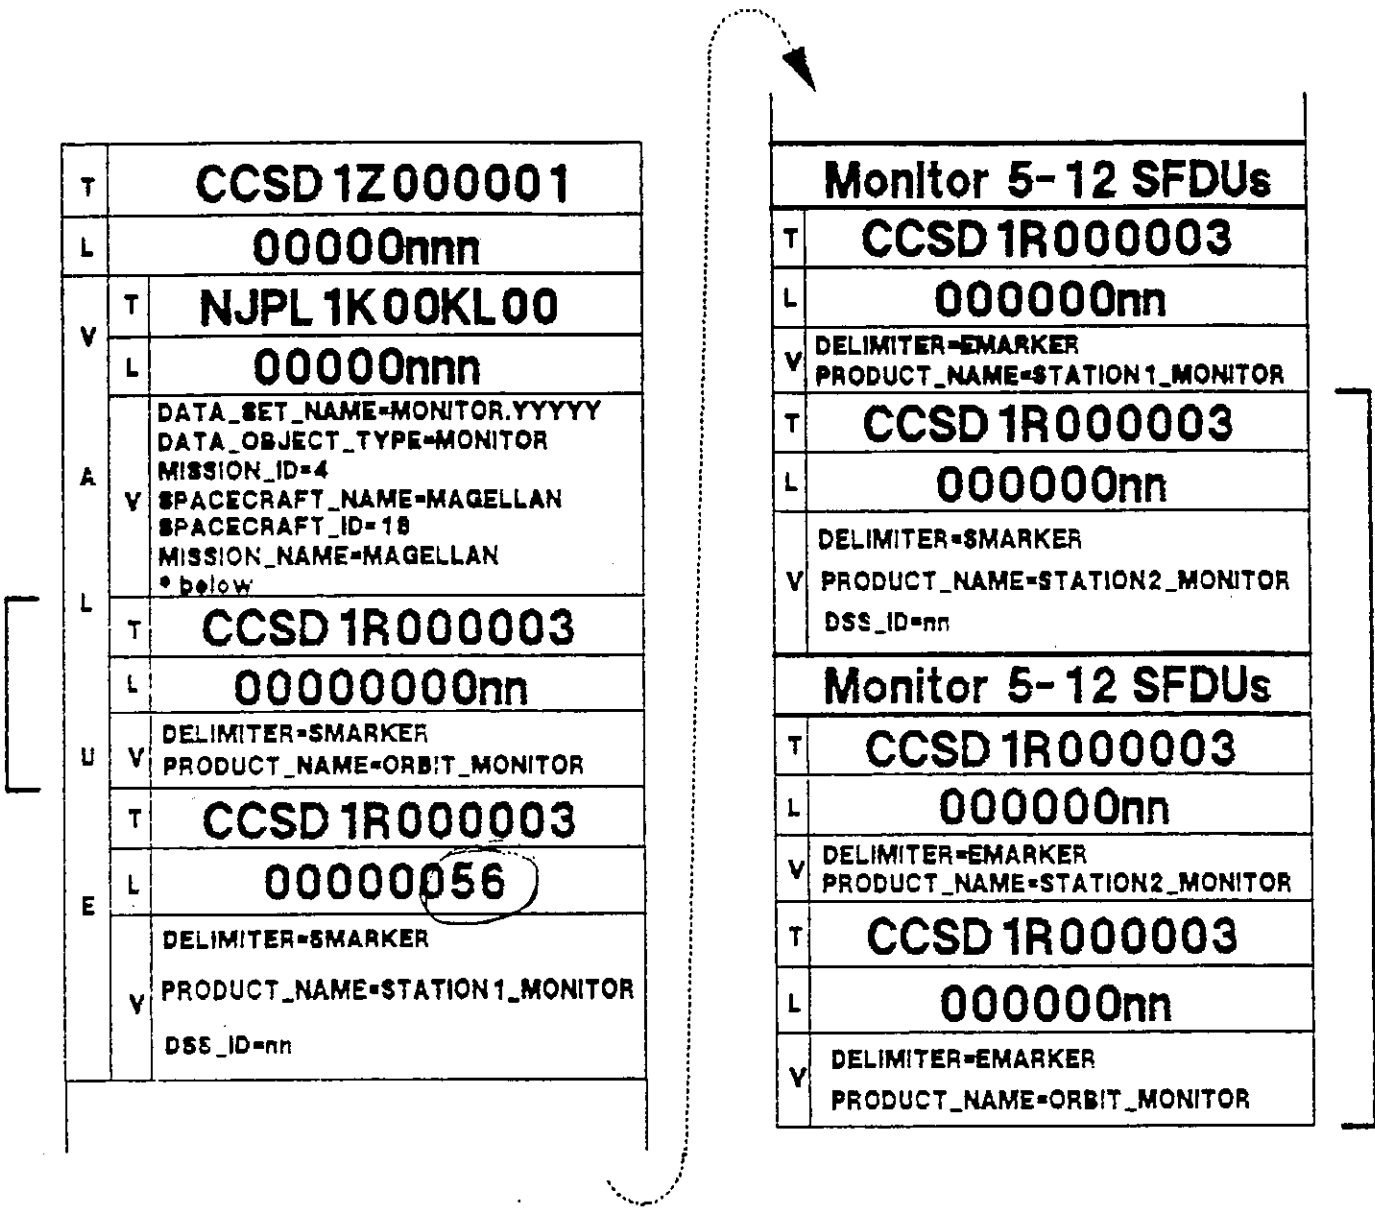 T CCSD1Z000001
L 00000nnn
V A L U E
T NJPL1K00KL00
L 00000nnn
V
DATA_SET_NAME=MONITOR.YYYYY
DATA_OBJECT_TYPE=MONITOR
MISSION_ID=4
SPACECRAFT_NAME=MAGELLAN
SPACECRAFT_ID=18
MISSION_NAME=MAGELLAN
* below
T CCSD1R000003
L 00000000nn
V
DELIMITER=SMARKER
PRODUCT_NAME=ORBIT_MONITOR
T CCSD1R000003
L 00000056
V
DELIMITER=SMARKER
PRODUCT_NAME=STATION1_MONITOR
DSS_ID=nn
Monitor 5-12 SFDUs
T CCSD1R000003
L 000000nn
V
DELIMITER=EMARKER
PRODUCT_NAME=STATION1_MONITOR
T CCSD1R000003
L 000000nn
V
DELIMITER=SMARKER
PRODUCT_NAME=STATION2_MONITOR
DSS_ID=nn
Monitor 5-12 SFDUs
T CCSD1R000003
L 000000nn
V
DELIMITER=EMARKER
PRODUCT_NAME=STATION2_MONITOR
T CCSD1R000003
L 000000nn
V
DELIMITER=EMARKER
PRODUCT_NAME=ORBIT_MONITOR